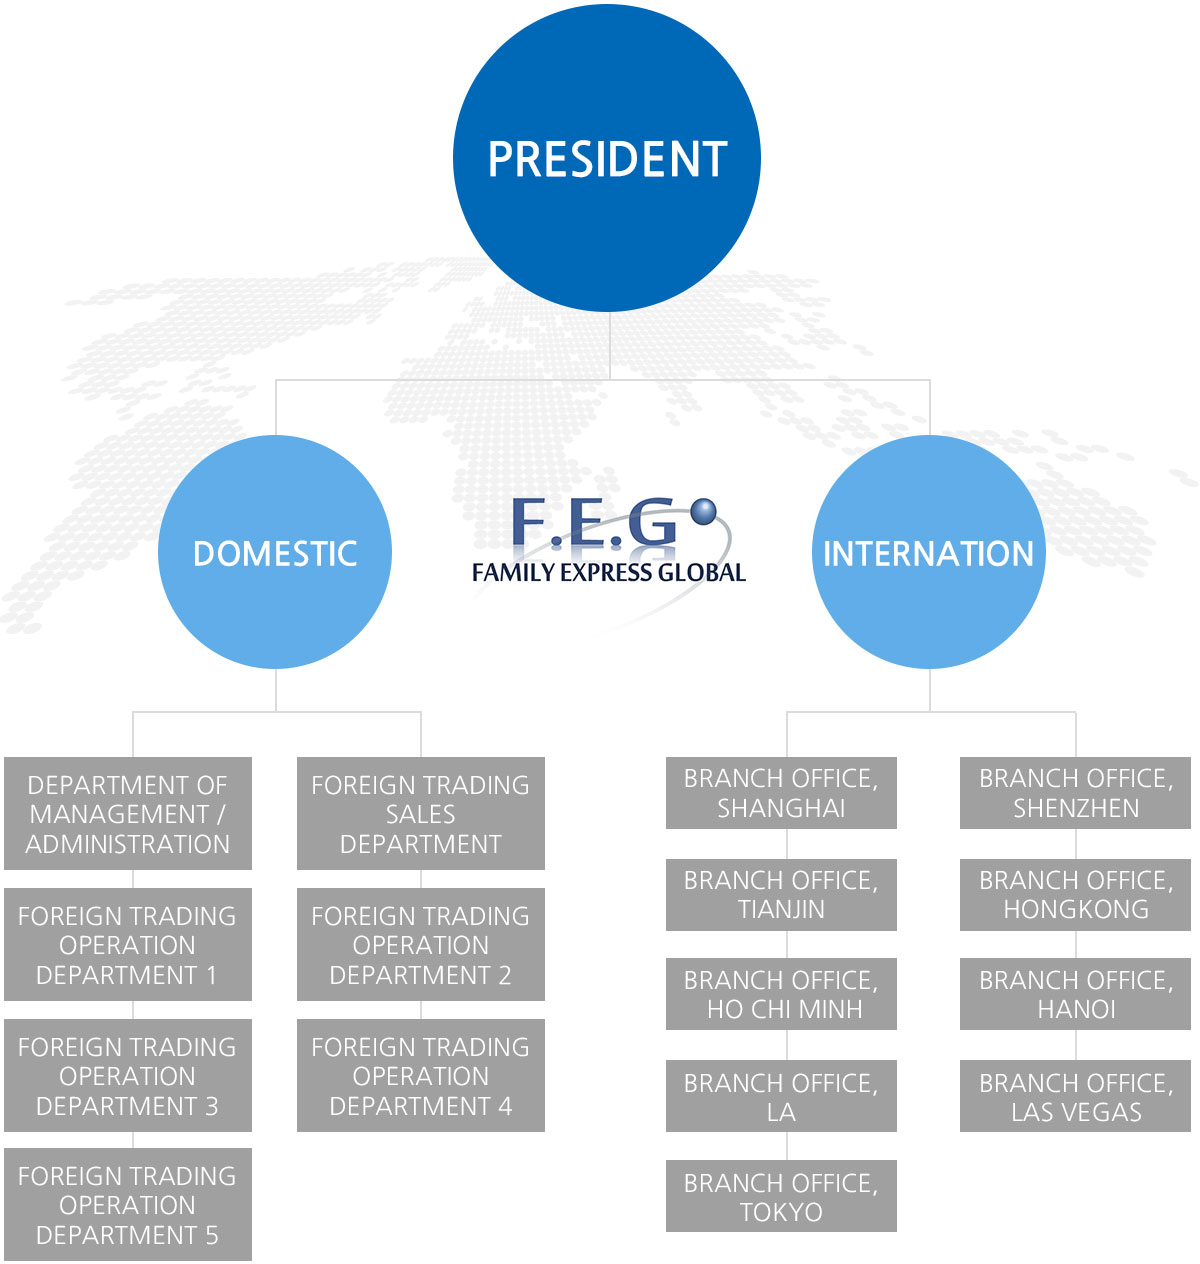 PRESIDENT
DOMESTIC
F.E.G
FAMILY EXPRESS GLOBAL
INTERNATION
DEPARTMENT OF
MANAGEMENT /
ADMINISTRATION
FOREIGN TRADING
SALES
DEPARTMENT
FOREIGN TRADING
OPERATION
DEPARTMENT 1
FOREIGN TRADING
OPERATION
DEPARTMENT 2
FOREIGN TRADING
OPERATION
DEPARTMENT 3
FOREIGN TRADING
OPERATION
DEPARTMENT 4
FOREIGN TRADING
OPERATION
DEPARTMENT 5
BRANCH OFFICE,
SHANGHAI
BRANCH OFFICE,
SHENZHEN
BRANCH OFFICE,
TIANJIN
BRANCH OFFICE,
HONGKONG
BRANCH OFFICE,
HO CHI MINH
BRANCH OFFICE,
HANOI
BRANCH OFFICE,
LA
BRANCH OFFICE,
LAS VEGAS
BRANCH OFFICE,
TOKYO